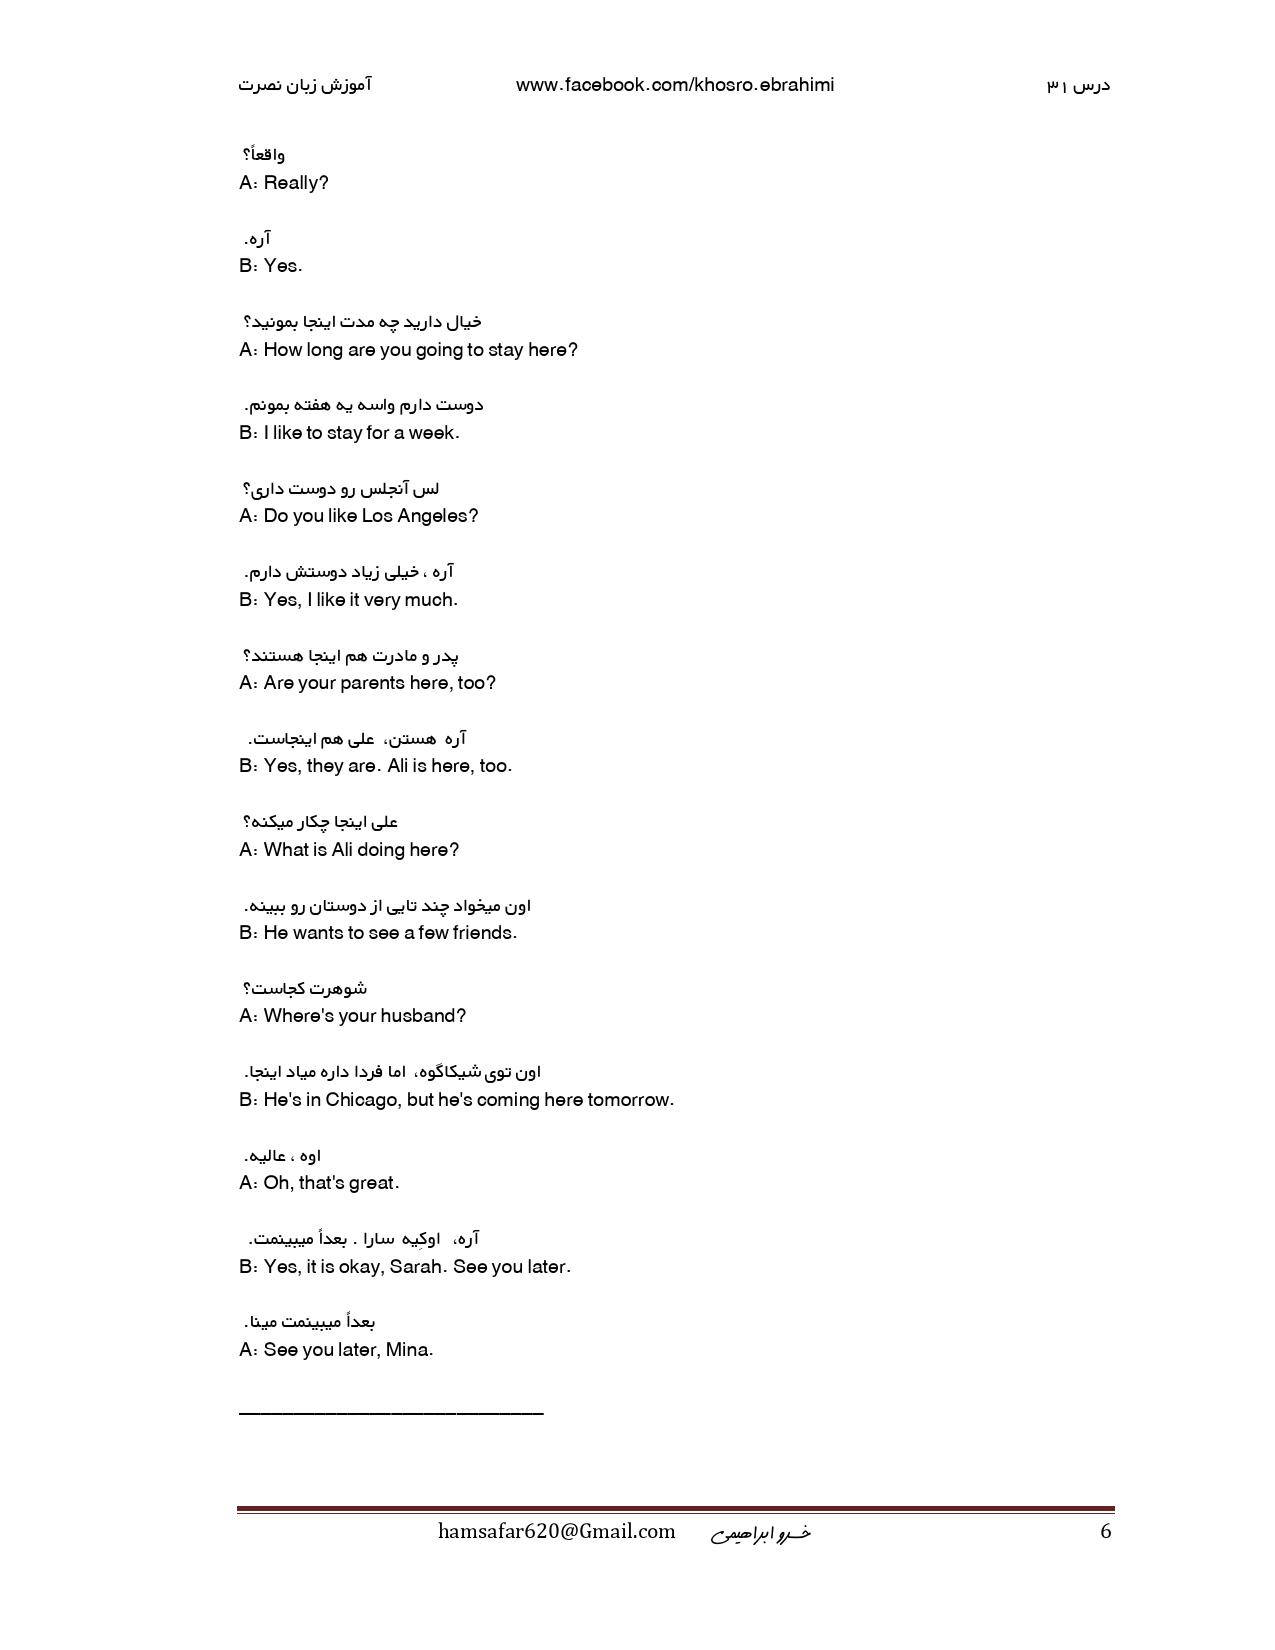 آموزش زبان نصرت www.facebook.com/khosro.ebrahimi درس ۳۱
واقعاً؟
A: Really?
آره.
B: Yes.
خیال دارید چه مدت اینجا بمونید؟
A: How long are you going to stay here?
دوست دارم واسه یه هفته بمونم.
B: I like to stay for a week.
لس آنجلس رو دوست داری؟
A: Do you like Los Angeles?
آره ، خیلی زیاد دوستش دارم.
B: Yes, I like it very much.
پدر و مادرت هم اینجا هستند؟
A: Are your parents here, too?
آره هستن، علی هم اینجاست.
B: Yes, they are. Ali is here, too.
علی اینجا چکار میکنه؟
A: What is Ali doing here?
اون میخواد چند تایی از دوستان رو ببینه.
B: He wants to see a few friends.
شوهرت کجاست؟
A: Where's your husband?
اون توی شیکاگوه، اما فردا داره میاد اینجا.
B: He's in Chicago, but he's coming here tomorrow.
اوه ، عالیه.
A: Oh, that's great.
آره، اوکِیه سارا . بعداً میبینمت.
B: Yes, it is okay, Sarah. See you later.
بعداً میبینمت مینا.
A: See you later, Mina.
hamsafar620@Gmail.com خسرو ابراهیمی 6